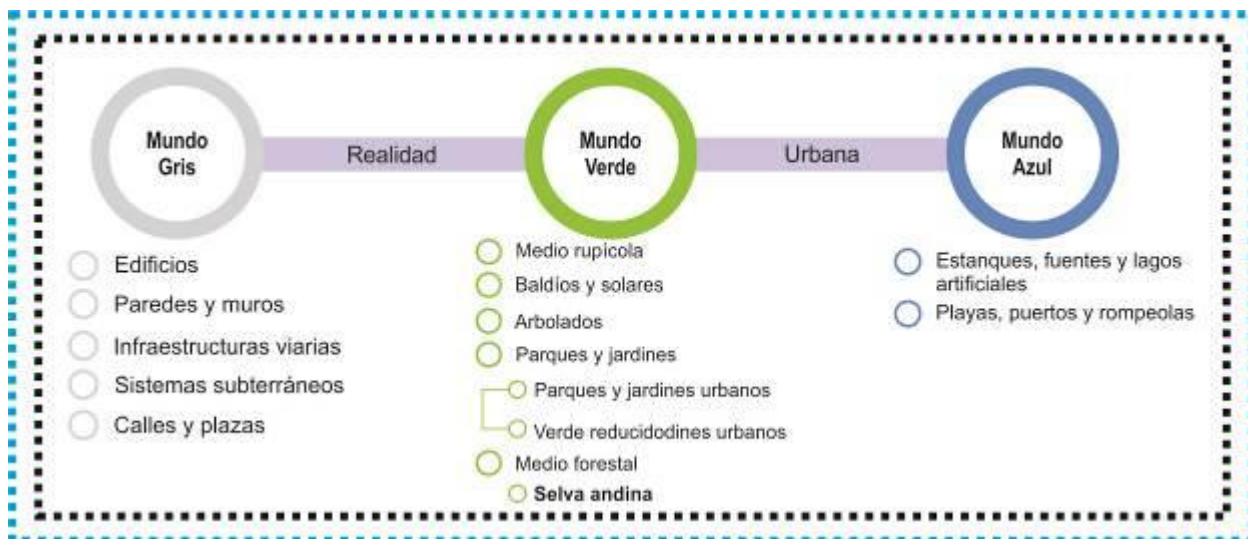 Mundo
Gris
Realidad
Mundo
Verde
Urbana
Mundo
Azul
Edificios
Paredes y muros
Infraestructuras viarias
Sistemas subterráneos
Calles y plazas
Medio rupícola
Baldíos y solares
Arbolados
Parques y jardines
Parques y jardines urbanos
Verde reducidodines urbanos
Medio forestal
Selva andina
Estanques, fuentes y lagos
artificiales
Playas, puertos y rompeolas